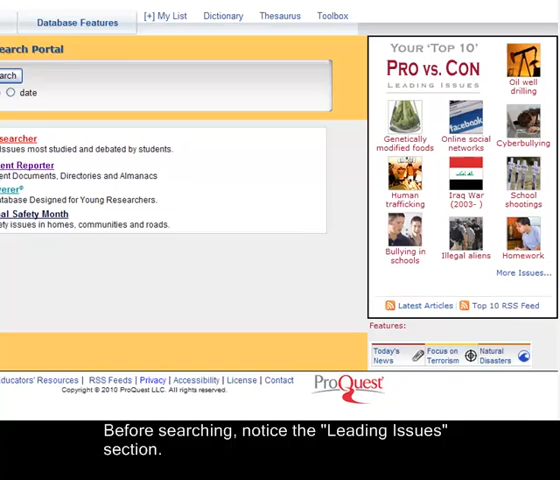 Database Features
[+] My List
Dictionary
Thesaurus
Toolbox
earch Portal
arch
date
searcher
Issues most studied and debated by students.
ent Reporter
ent Documents, Directories and Almanacs
verer®
tabase Designed for Young Researchers.
al Safety Month
ety issues in homes, communities and roads.
YOUR 'TOP 10'
PRO VS. CON
LEADING ISSUES
Oil well
drilling
Genetically
modified foods
Online social
networks
Cyberbullying
facebook
Human
trafficking
Iraq War
(2003- )
School
shootings
Bullying in
schools
Illegal aliens
Homework
More Issues...
Latest Articles
Top 10 RSS Feed
Features:
Today's
News
Focus on
Terrorism
Natural
Disasters
ducators' Resources | RSS Feeds | Privacy | Accessibility | License | Contact
Copyright © 2010 ProQuest LLC. All rights reserved.
ProQuest
Before searching, notice the "Leading Issues"
section.